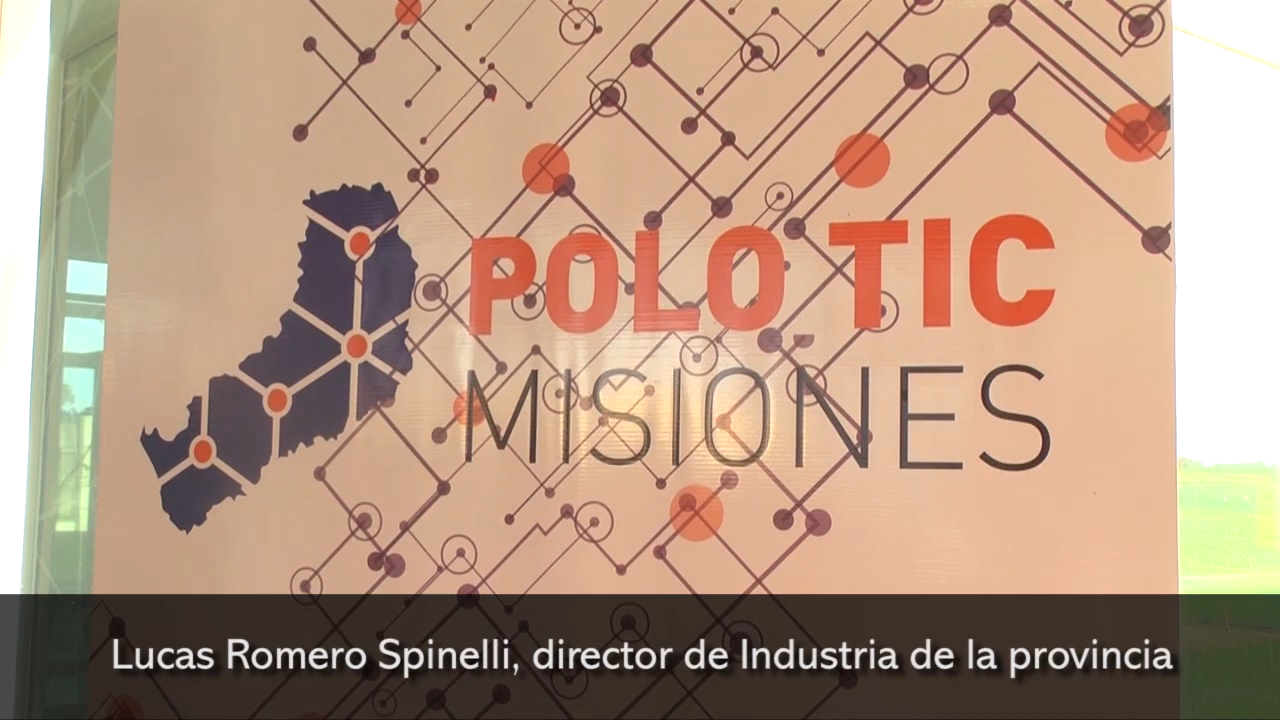 POLO TIC
MISIONES
Lucas Romero Spinelli, director de Industria de la provincia